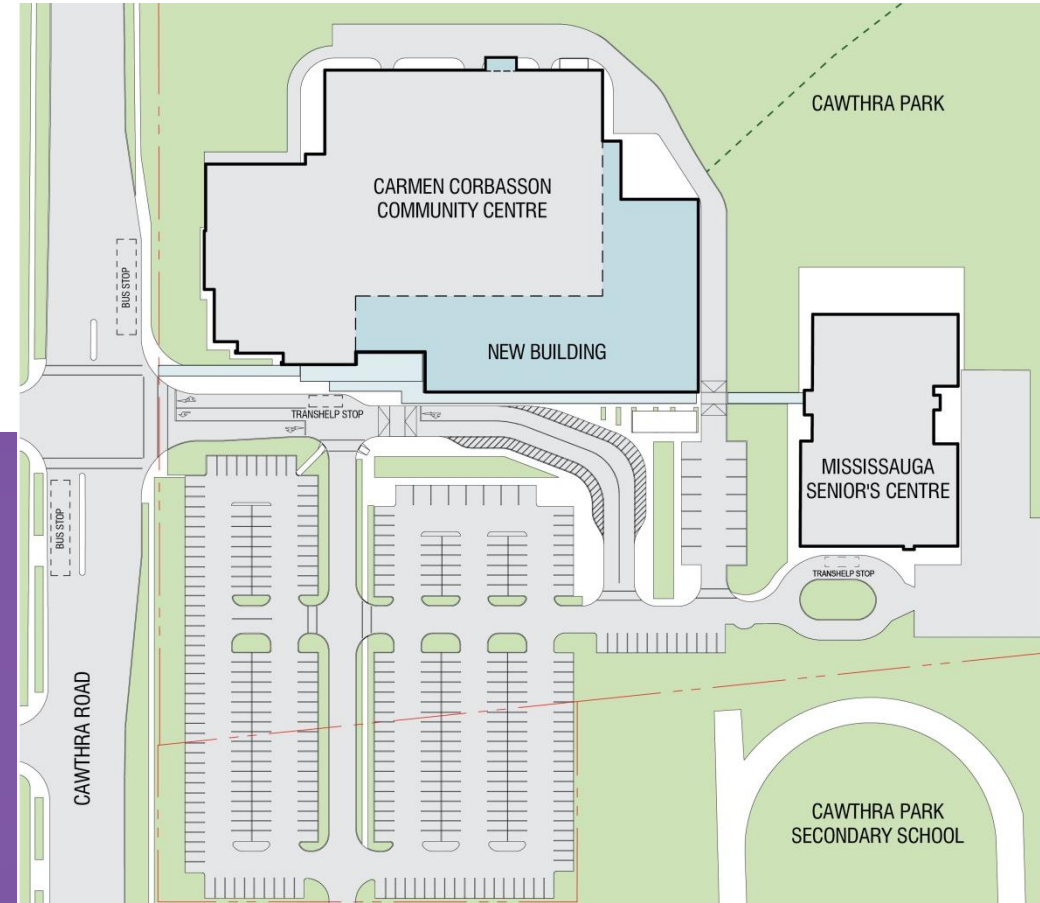 CAWTHRA PARK
CARMEN CORBASSON
COMMUNITY CENTRE
BUS STOP
NEW BUILDING
TRANSHELP STOP
MISSISSAUGA
SENIOR'S CENTRE
BUS STOP
TRANSHELP STOP
CAWTHRA ROAD
CAWTHRA PARK
SECONDARY SCHOOL